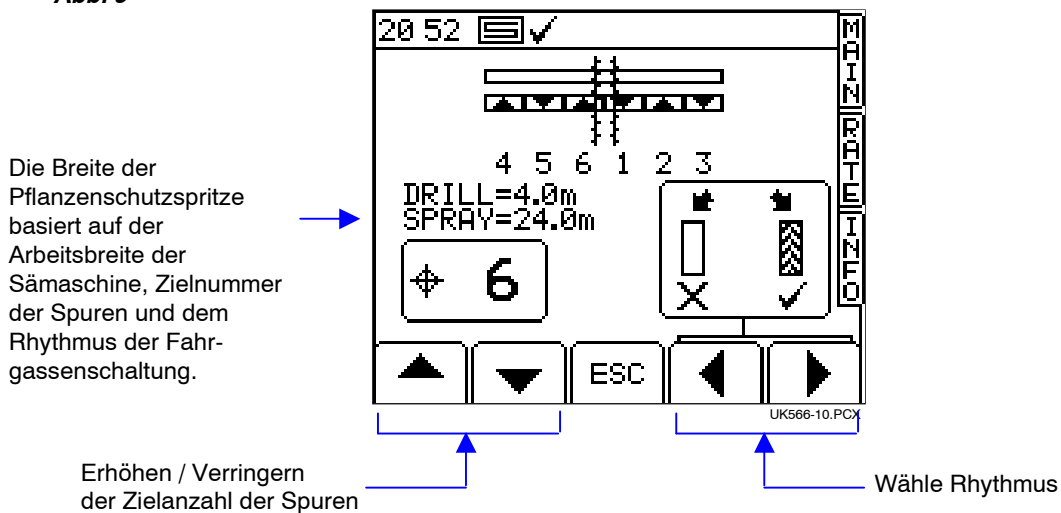 20 52
MAIN
RATE
INFO
4 5 6 1 2 3
DRILL=4.0m
SPRAY=24.0m
6
ESC
UK566-10.PCX
Die Breite der
Pflanzenschutzspritze
basiert auf der
Arbeitsbreite der
Sämaschine, Zielnummer
der Spuren und dem
Rhythmus der Fahr-
gassenschaltung.
Erhöhen / Verringern
der Zielanzahl der Spuren
Wähle Rhythmus